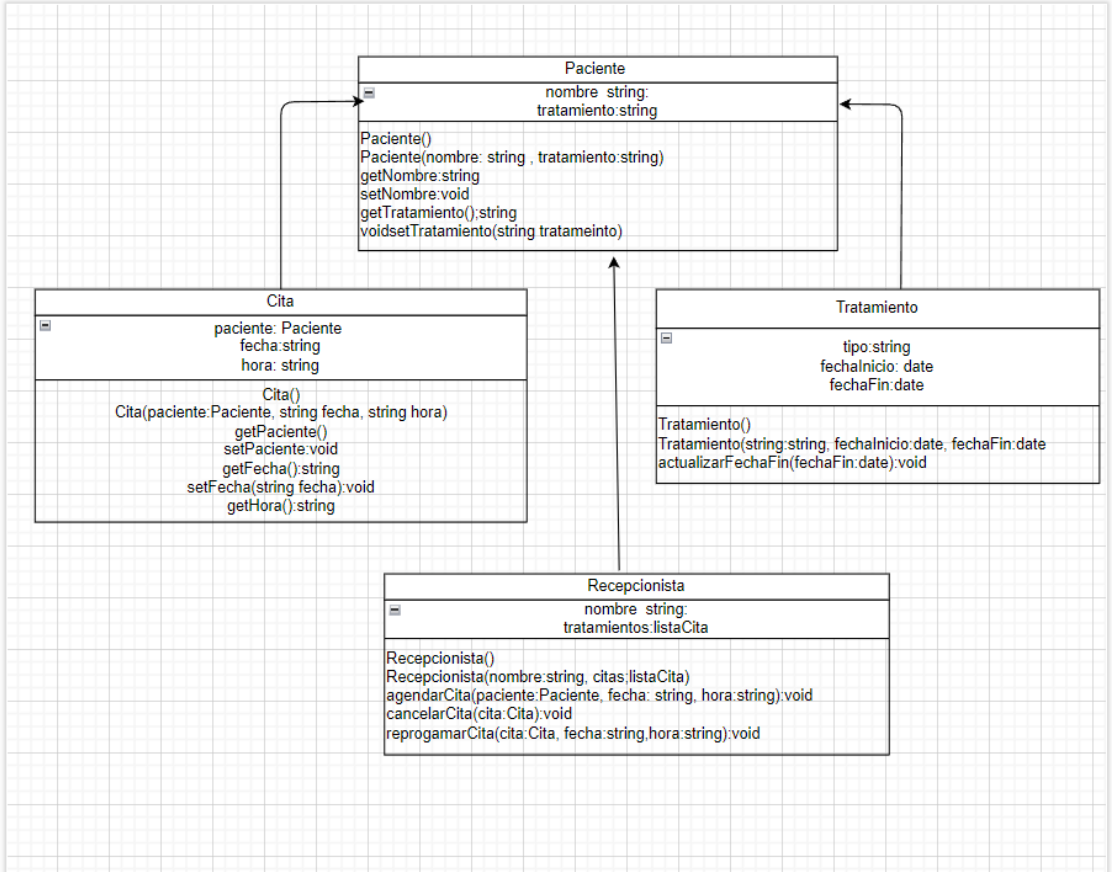 Paciente
nombre string:
tratamiento:string
Paciente()
Paciente(nombre: string , tratamiento:string)
getNombre:string
setNombre:void
getTratamiento();string
voidsetTratamiento(string tratameinto)
Cita
paciente: Paciente
fecha:string
hora: string
Cita()
Cita(paciente:Paciente, string fecha, string hora)
getPaciente()
setPaciente:void
getFecha():string
setFecha(string fecha):void
getHora():string
Tratamiento
tipo:string
fechaInicio: date
fechaFin:date
Tratamiento()
Tratamiento(string:string, fechaInicio:date, fechaFin:date
actualizarFechaFin(fechaFin:date):void
Recepcionista
nombre string:
tratamientos:listaCita
Recepcionista()
Recepcionista(nombre:string, citas;listaCita)
agendarCita(paciente:Paciente, fecha: string, hora:string):void
cancelarCita(cita:Cita):void
reprogamarCita(cita:Cita, fecha:string,hora:string):void